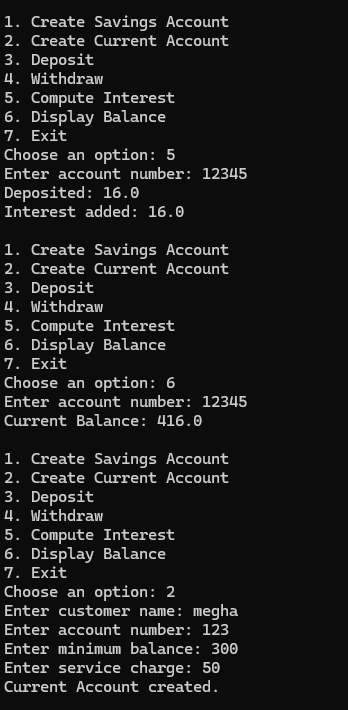 1. Create Savings Account
2. Create Current Account
3. Deposit
4. Withdraw
5. Compute Interest
6. Display Balance
7. Exit
Choose an option: 5
Enter account number: 12345
Deposited: 16.0
Interest added: 16.0

1. Create Savings Account
2. Create Current Account
3. Deposit
4. Withdraw
5. Compute Interest
6. Display Balance
7. Exit
Choose an option: 6
Enter account number: 12345
Current Balance: 416.0

1. Create Savings Account
2. Create Current Account
3. Deposit
4. Withdraw
5. Compute Interest
6. Display Balance
7. Exit
Choose an option: 2
Enter customer name: megha
Enter account number: 123
Enter minimum balance: 300
Enter service charge: 50
Current Account created.